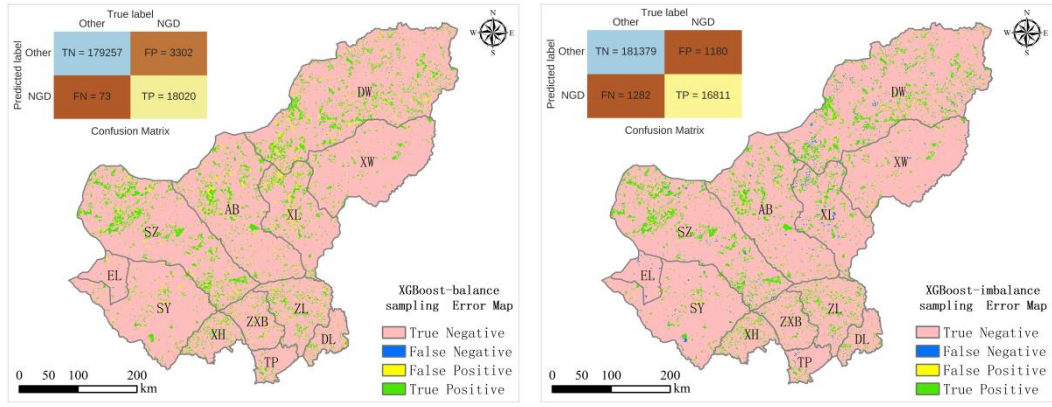 True label
Other NGD
Predicted label
Other TN = 179257 FP = 3302
NGD FN = 73 TP = 18020
Confusion Matrix
N
W E
S
DW
XW
AB
XL
SZ
EL
SY
ZL
ZXB
XH
DL
TP
XGBoost-balance
sampling Error Map
True Negative
False Negative
False Positive
True Positive
0 50 100 200
km
True label
Other NGD
Predicted label
Other TN = 181379 FP = 1180
NGD FN = 1282 TP = 16811
Confusion Matrix
N
W E
S
DW
XW
AB
XL
SZ
EL
SY
ZL
ZXB
XH
DL
TP
XGBoost-imbalance
sampling Error Map
True Negative
False Negative
False Positive
True Positive
0 50 100 200
km